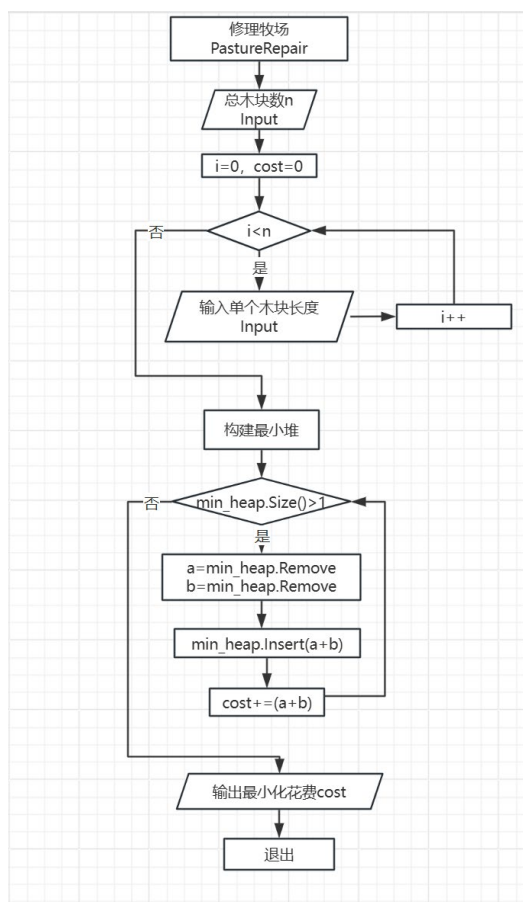 修理牧场
PastureRepair
总木块数n
Input
i=0，cost=0
i<n
否
是
输入单个木块长度
Input
i++
构建最小堆
min_heap.Size()>1
否
是
a=min_heap.Remove
b=min_heap.Remove
min_heap.Insert(a+b)
cost+=(a+b)
输出最小化花费cost
退出